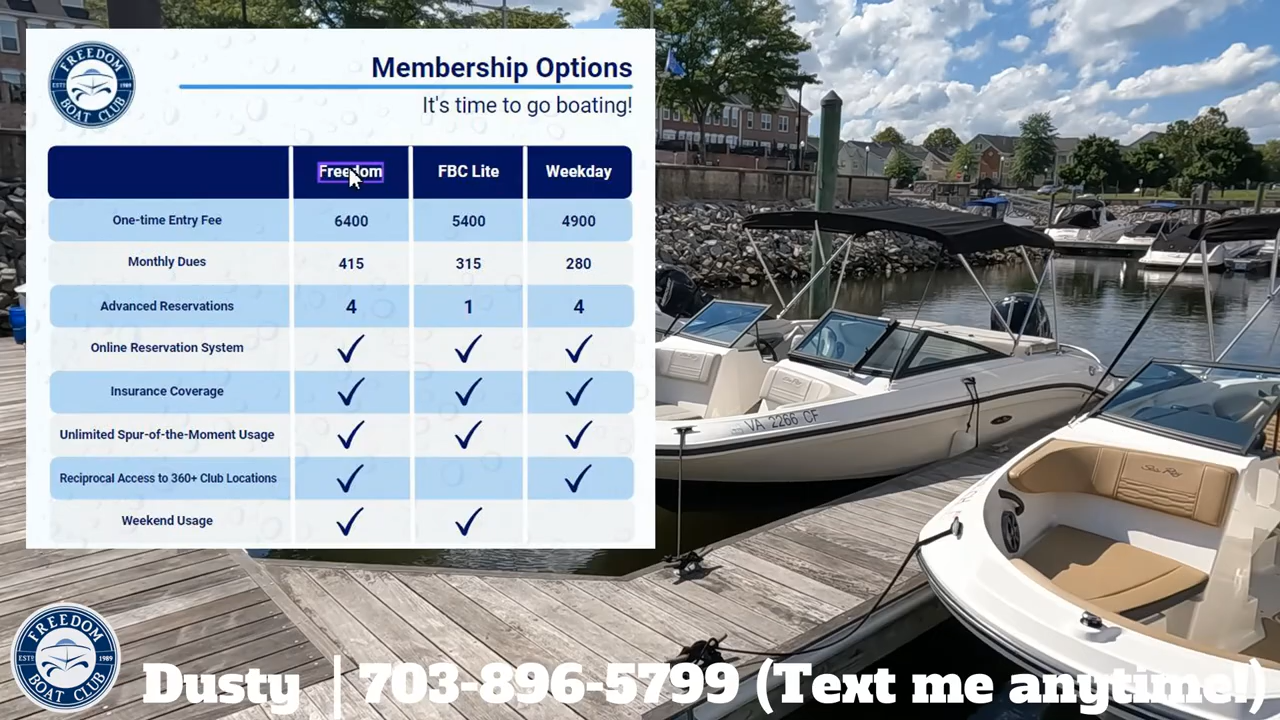 FREEDOM
ESTD 1989
BOAT CLUB
Membership Options
It's time to go boating!
Freedom FBC Lite Weekday
One-time Entry Fee 6400 5400 4900
Monthly Dues 415 315 280
Advanced Reservations 4 1 4
Online Reservation System ✓ ✓ ✓
Insurance Coverage ✓ ✓ ✓
Unlimited Spur-of-the-Moment Usage ✓ ✓ ✓
Reciprocal Access to 360+ Club Locations ✓ ✓
Weekend Usage ✓ ✓
VA 2266 CF
Sea Ray
FREEDOM
ESTD 1989
BOAT CLUB
Dusty | 703-896-5799 (Text me anytime!)